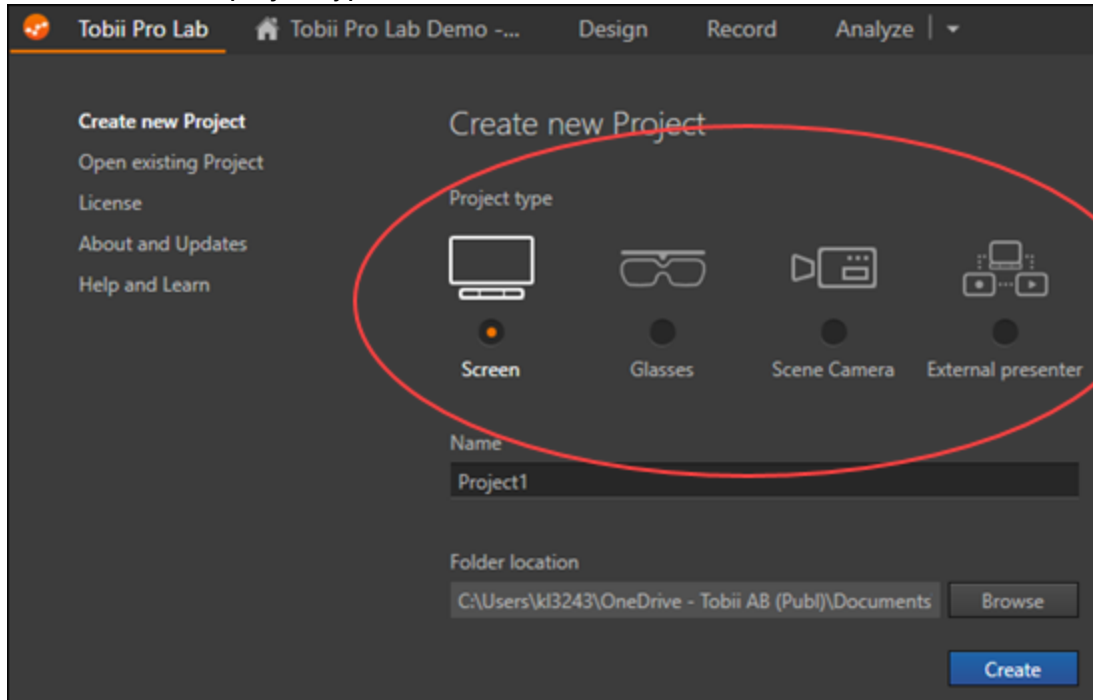 Tobii Pro Lab Tobii Pro Lab Demo -... Design Record Analyze
Create new Project
Open existing Project
License
About and Updates
Help and Learn
Create new Project
Project type
Screen Glasses Scene Camera External presenter
Name
Project1
Folder location
C:\Users\kl3243\OneDrive - Tobii AB (Publ)\Documents Browse
Create